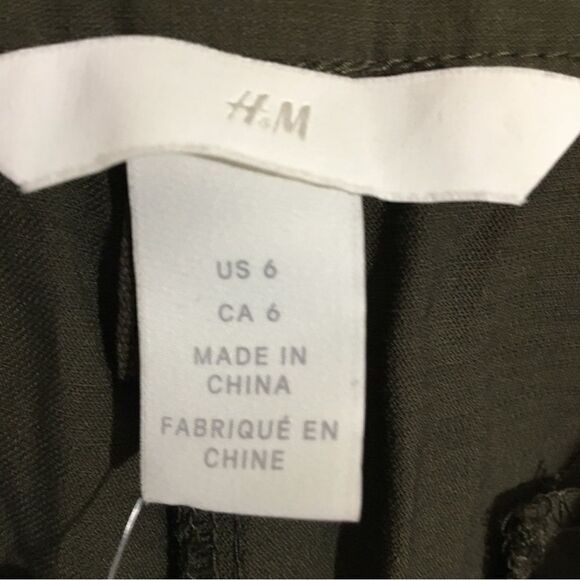 H&M
US 6
CA 6
MADE IN
CHINA
FABRIQUÉ EN
CHINE